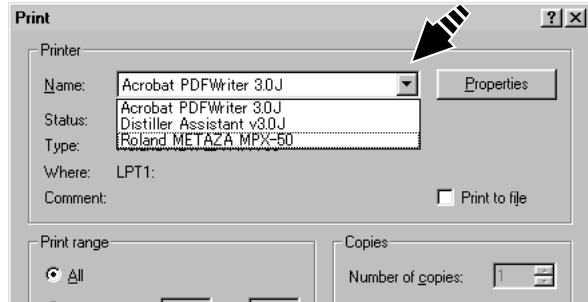 Print
Printer
Name: Acrobat PDFWriter 3.0J Properties
Acrobat PDFWriter 3.0J
Status: Distiller Assistant v3.0J
Type: Roland METAZA MPX-50
Where: LPT1:
Comment: Print to file
Print range Copies
All Number of copies: 1